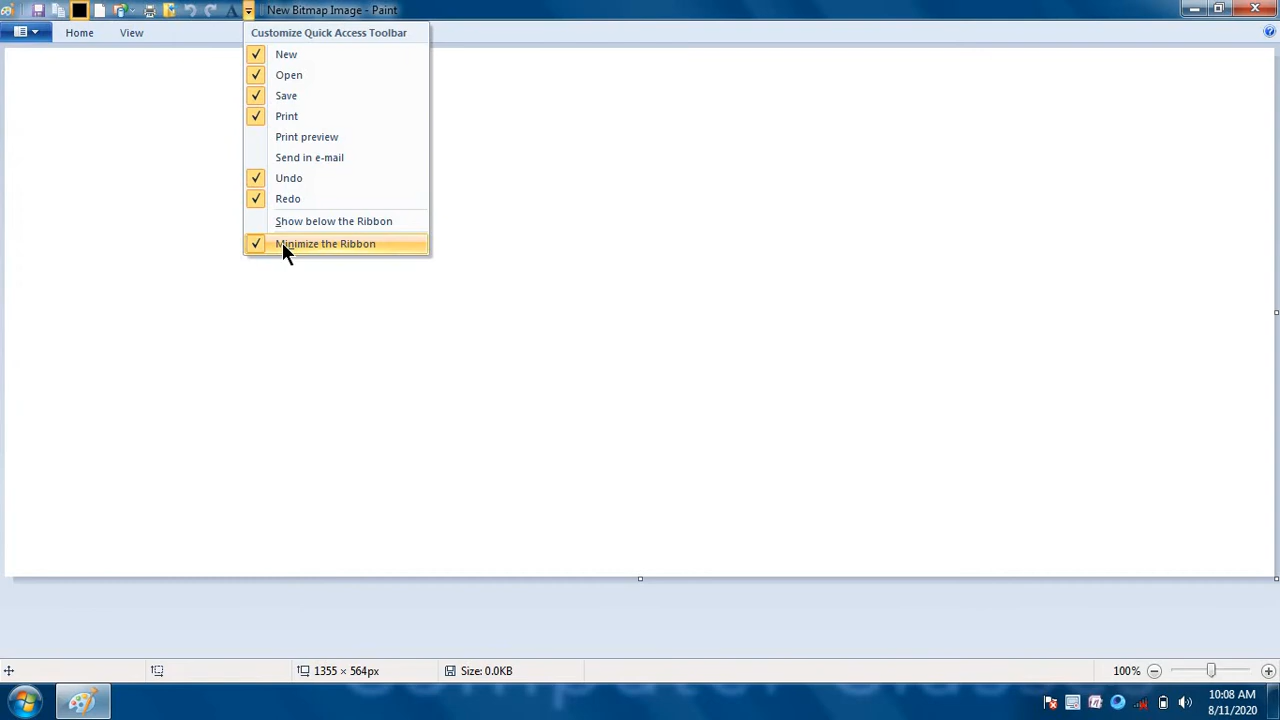 New Bitmap Image - Paint
Home View
Customize Quick Access Toolbar
New
Open
Save
Print
Print preview
Send in e-mail
Undo
Redo
Show below the Ribbon
Minimize the Ribbon
1355 × 564px Size: 0.0KB 100%
10:08 AM
8/11/2020